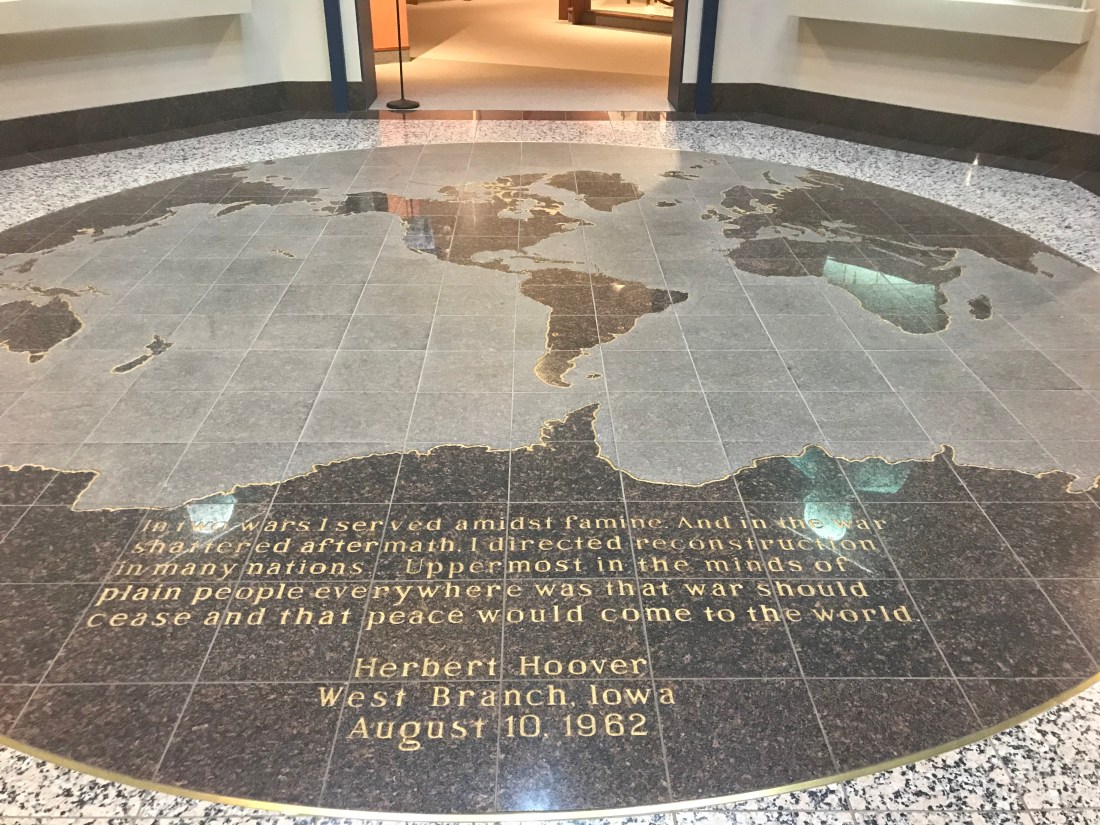 In two wars I served amidst famine. And in the war
shattered aftermath, I directed reconstruction
in many nations. Uppermost in the minds of
plain people everywhere was that war should
cease and that peace would come to the world.
Herbert Hoover
West Branch, Iowa
August 10, 1962